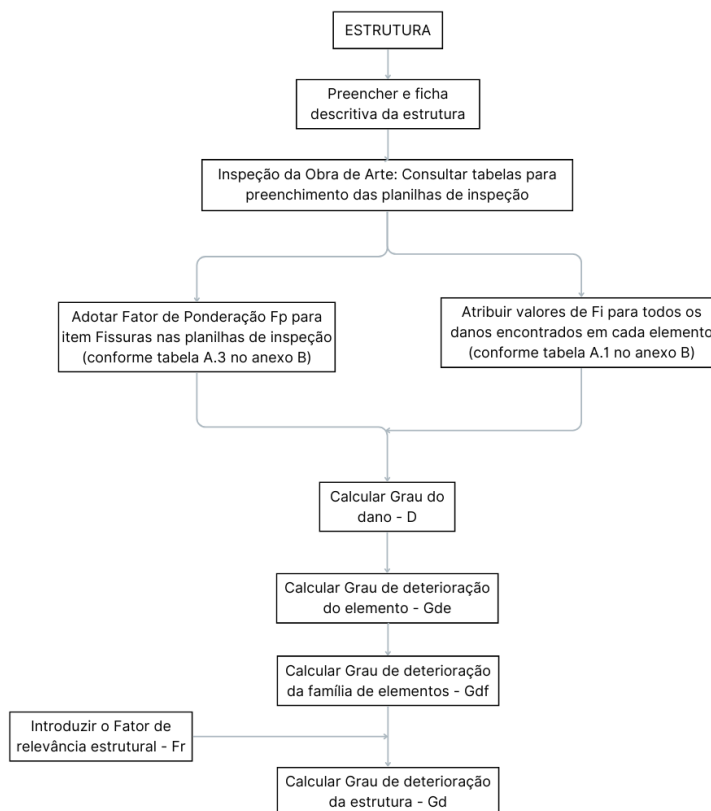 ESTRUTURA
Preencher e ficha
descritiva da estrutura
Inspeção da Obra de Arte: Consultar tabelas para
preenchimento das planilhas de inspeção
Adotar Fator de Ponderação Fp para
item Fissuras nas planilhas de inspeção
(conforme tabela A.3 no anexo B)
Atribuir valores de Fi para todos os
danos encontrados em cada elemento
(conforme tabela A.1 no anexo B)
Calcular Grau do
dano - D
Calcular Grau de deterioração
do elemento - Gde
Calcular Grau de deterioração
da família de elementos - Gdf
Introduzir o Fator de
relevância estrutural - Fr
Calcular Grau de deterioração
da estrutura - Gd